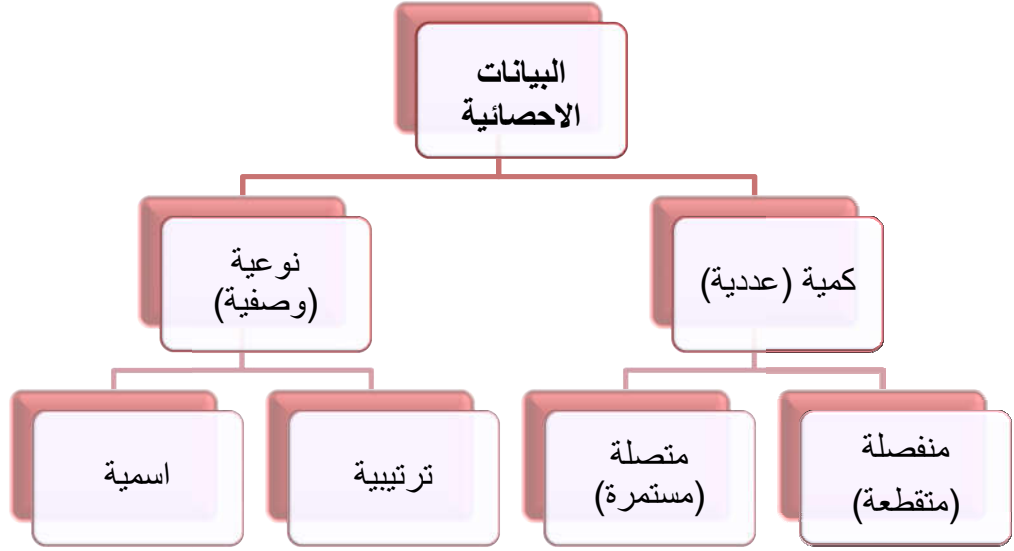 البيانات
الاحصائية
كمية (عددية)
نوعية
(وصفية)
منفصلة
(متقطعة)
متصلة
(مستمرة)
ترتيبية
اسمية